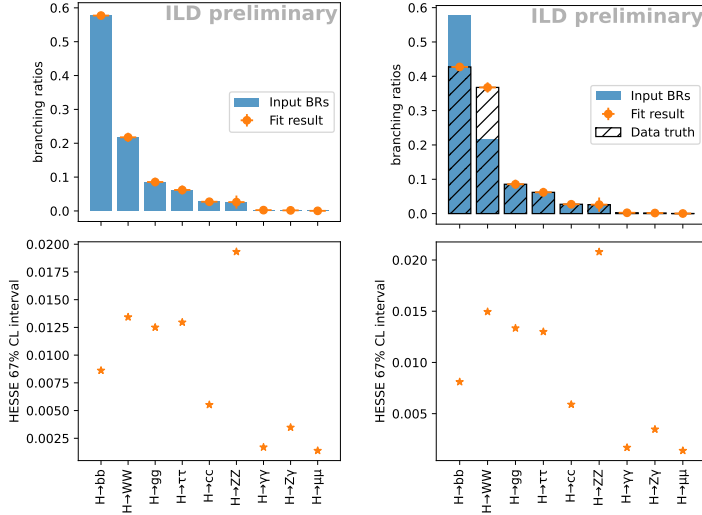 ILD preliminary
0.6
0.5
0.4
0.3
0.2
0.1
0.0
branching ratios
Input BRs
Fit result
ILD preliminary
0.6
0.5
0.4
0.3
0.2
0.1
0.0
branching ratios
Input BRs
Fit result
Data truth
0.0200
0.0175
0.0150
0.0125
0.0100
0.0075
0.0050
0.0025
HESSE 67% CL interval
H→bb
H→WW
H→gg
H→ττ
H→cc
H→ZZ
H→γγ
H→Zγ
H→μμ
0.020
0.015
0.010
0.005
HESSE 67% CL interval
H→bb
H→WW
H→gg
H→ττ
H→cc
H→ZZ
H→γγ
H→Zγ
H→μμ